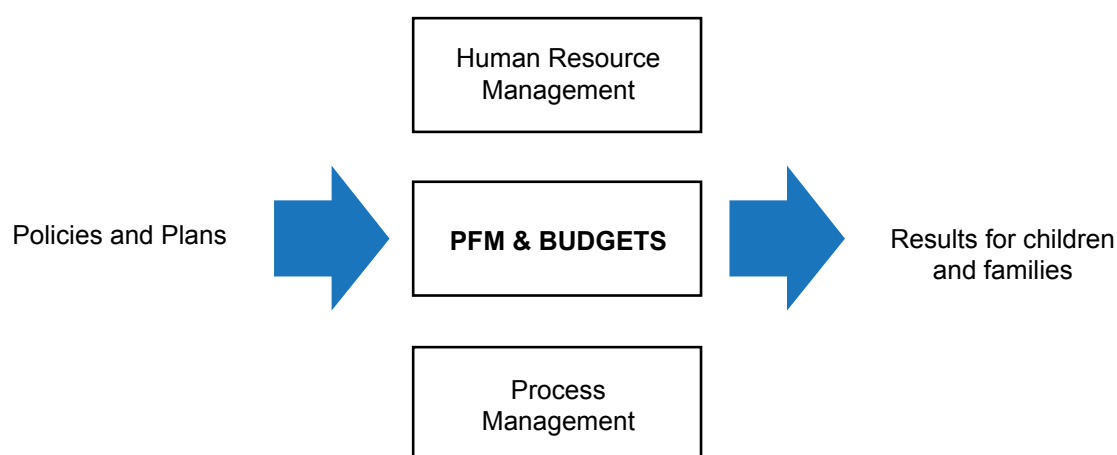 Human Resource
Management
Policies and Plans
PFM & BUDGETS
Results for children
and families
Process
Management